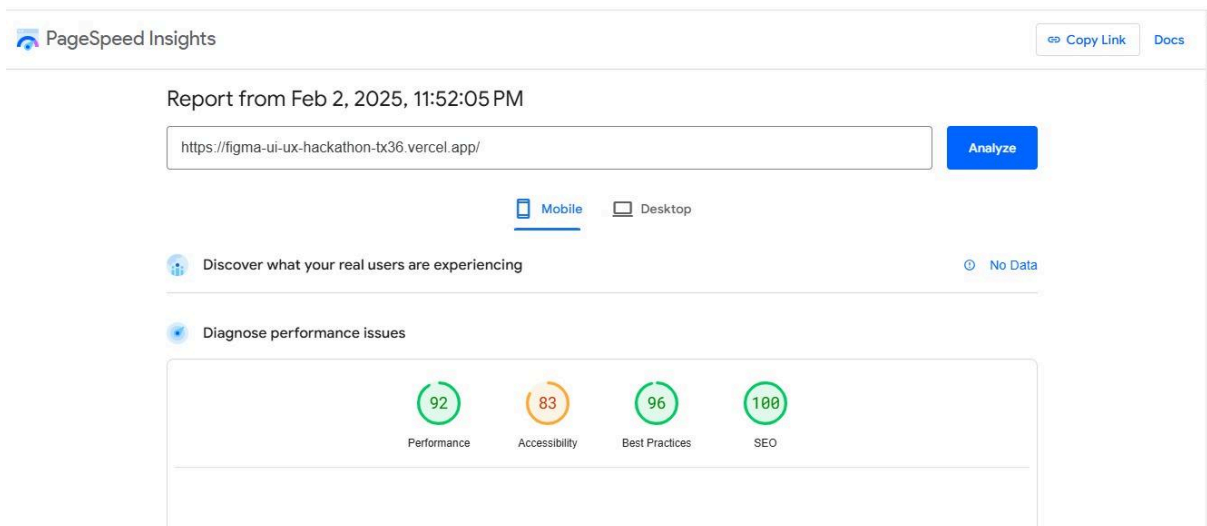 PageSpeed Insights
Copy Link Docs
Report from Feb 2, 2025, 11:52:05 PM
https://figma-ui-ux-hackathon-tx36.vercel.app/
Analyze
Mobile Desktop
Discover what your real users are experiencing
No Data
Diagnose performance issues
92 83 96 100
Performance Accessibility Best Practices SEO